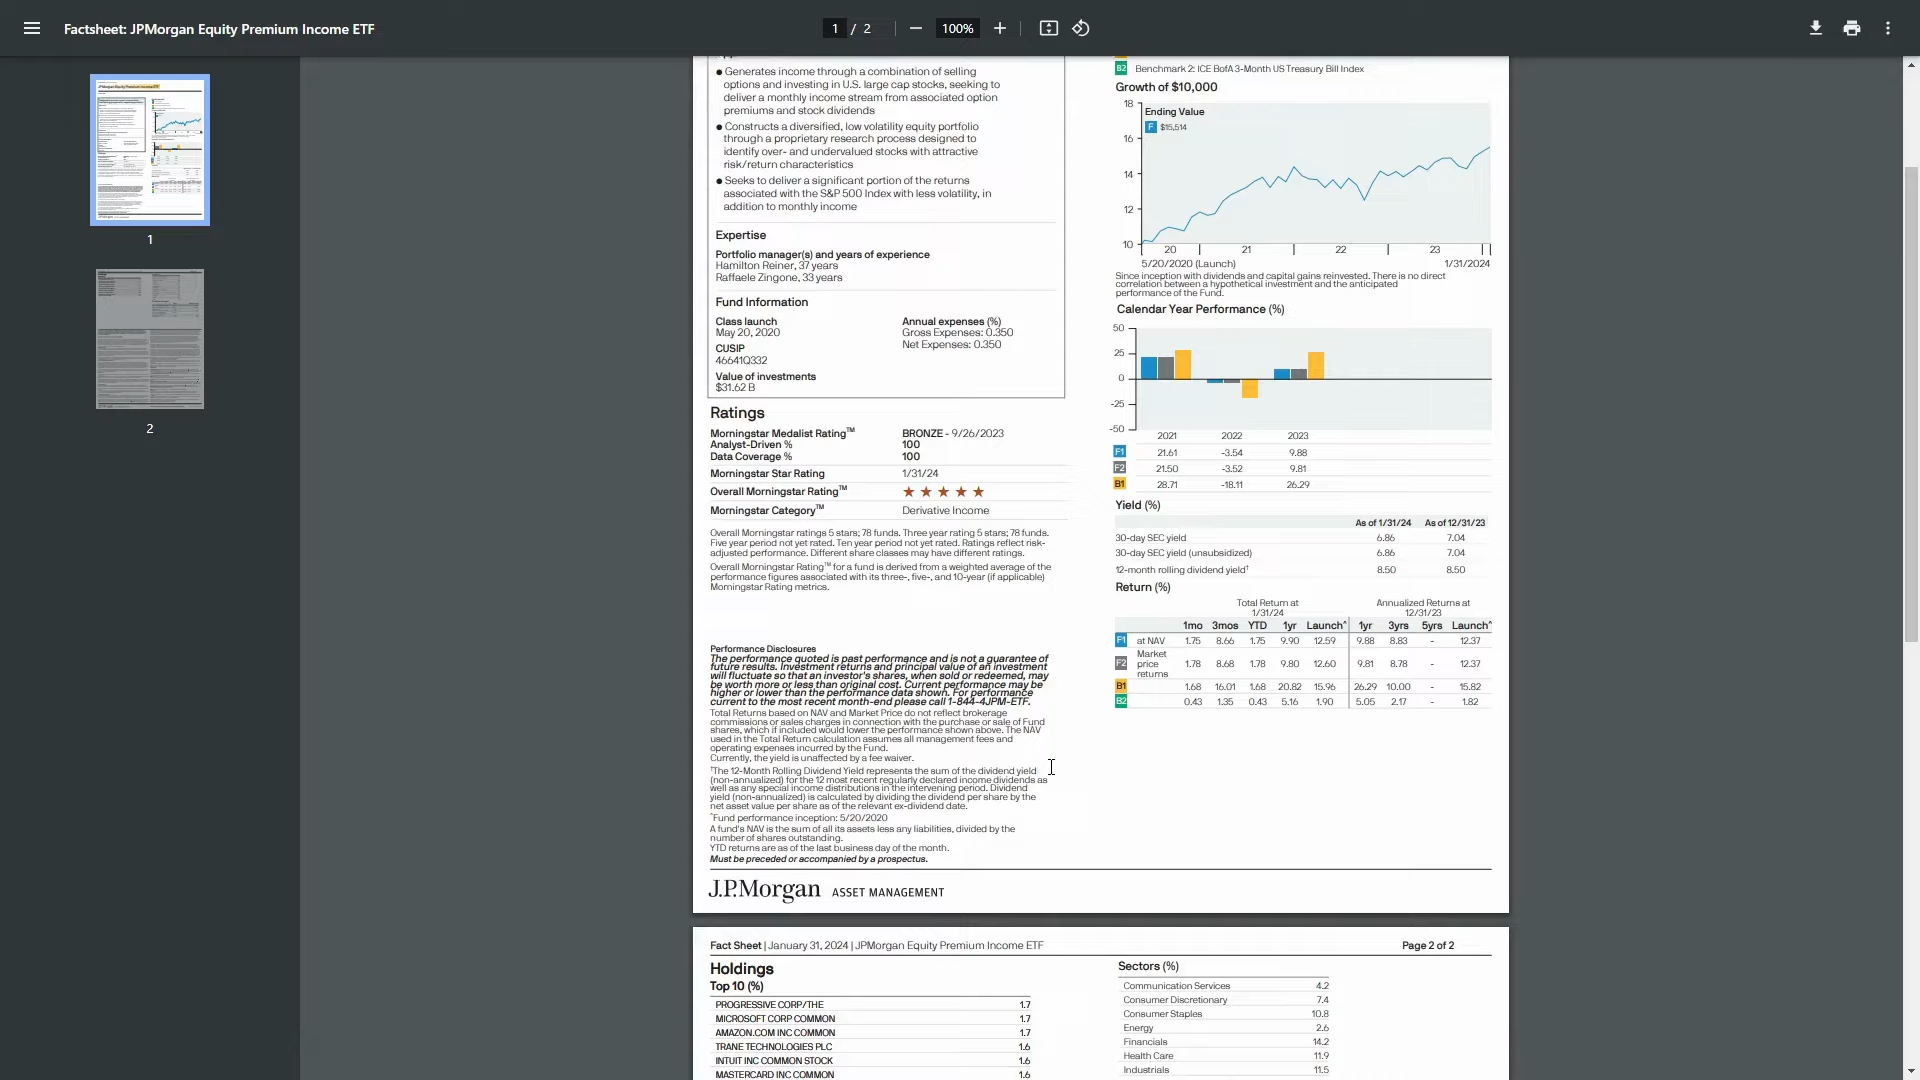 Factsheet: JPMorgan Equity Premium Income ETF
1 / 2
100%
1
2
● Generates income through a combination of selling
options and investing in U.S. large cap stocks, seeking to
deliver a monthly income stream from associated option
premiums and stock dividends
● Constructs a diversified, low volatility equity portfolio
through a proprietary research process designed to
identify over- and undervalued stocks with attractive
risk/return characteristics
● Seeks to deliver a significant portion of the returns
associated with the S&P 500 Index with less volatility, in
addition to monthly income
Expertise
Portfolio manager(s) and years of experience
Hamilton Reiner, 37 years
Raffaele Zingone, 33 years
Fund Information
Class launch
May 20, 2020
CUSIP
46641Q332
Value of investments
$31.62 B
Annual expenses (%)
Gross Expenses: 0.350
Net Expenses: 0.350
Ratings
Morningstar Medalist Rating™ BRONZE - 9/26/2023
Analyst-Driven % 100
Data Coverage % 100
Morningstar Star Rating 1/31/24
Overall Morningstar Rating™ ★ ★ ★ ★ ★
Morningstar Category™ Derivative Income
Overall Morningstar ratings 5 stars; 78 funds. Three year rating 5 stars; 78 funds.
Five year period not yet rated. Ten year period not yet rated. Ratings reflect risk-
adjusted performance. Different share classes may have different ratings.
Overall Morningstar Rating™ for a fund is derived from a weighted average of the
performance figures associated with its three-, five-, and 10-year (if applicable)
Morningstar Rating metrics.
Performance Disclosures
The performance quoted is past performance and is not a guarantee of
future results. Investment returns and principal value of an investment
will fluctuate so that an investor's shares, when sold or redeemed, may
be worth more or less than original cost. Current performance may be
higher or lower than the performance data shown. For performance
current to the most recent month-end please call 1-844-4JPM-ETF.
Total Returns based on NAV and Market Price do not reflect brokerage
commissions or sales charges in connection with the purchase or sale of Fund
shares, which if included would lower the performance shown above. The NAV
used in the Total Return calculation assumes all management fees and
operating expenses incurred by the Fund.
Currently, the yield is unaffected by a fee waiver.
†The 12-Month Rolling Dividend Yield represents the sum of the dividend yield
(non-annualized) for the 12 most recent regularly declared income dividends as
well as any special income distributions in the intervening period. Dividend
yield (non-annualized) is calculated by dividing the dividend per share by the
net asset value per share as of the relevant ex-dividend date.
^Fund performance inception: 5/20/2020
A fund's NAV is the sum of all its assets less any liabilities, divided by the
number of shares outstanding.
YTD returns are as of the last business day of the month.
Must be preceded or accompanied by a prospectus.
B2 Benchmark 2: ICE BofA 3-Month US Treasury Bill Index
Growth of $10,000
Ending Value
F $15,514
18
16
14
12
10
20 21 22 23
5/20/2020 (Launch) 1/31/2024
Since inception with dividends and capital gains reinvested. There is no direct
correlation between a hypothetical investment and the anticipated
performance of the Fund.
Calendar Year Performance (%)
50
25
0
-25
-50
2021 2022 2023
F1 21.61 -3.54 9.88
F2 21.50 -3.52 9.81
B1 28.71 -18.11 26.29
Yield (%)
As of 1/31/24 As of 12/31/23
30-day SEC yield 6.86 7.04
30-day SEC yield (unsubsidized) 6.86 7.04
12-month rolling dividend yield† 8.50 8.50
Return (%)
Total Return at Annualized Returns at
1/31/24 12/31/23
1mo 3mos YTD 1yr Launch^ 1yr 3yrs 5yrs Launch^
F1 at NAV 1.75 8.66 1.75 9.90 12.59 9.88 8.83 - 12.37
F2 Market price returns 1.78 8.68 1.78 9.80 12.60 9.81 8.78 - 12.37
B1 1.68 16.01 1.68 20.82 15.96 26.29 10.00 - 15.82
B2 0.43 1.35 0.43 5.16 1.90 5.05 2.17 - 1.82
J.P.Morgan ASSET MANAGEMENT
Fact Sheet | January 31, 2024 | JPMorgan Equity Premium Income ETF Page 2 of 2
Holdings
Top 10 (%)
PROGRESSIVE CORP/THE 1.7
MICROSOFT CORP COMMON 1.7
AMAZON.COM INC COMMON 1.7
TRANE TECHNOLOGIES PLC 1.6
INTUIT INC COMMON STOCK 1.6
MASTERCARD INC COMMON 1.6
Sectors (%)
Communication Services 4.2
Consumer Discretionary 7.4
Consumer Staples 10.8
Energy 2.6
Financials 14.2
Health Care 11.9
Industrials 11.5